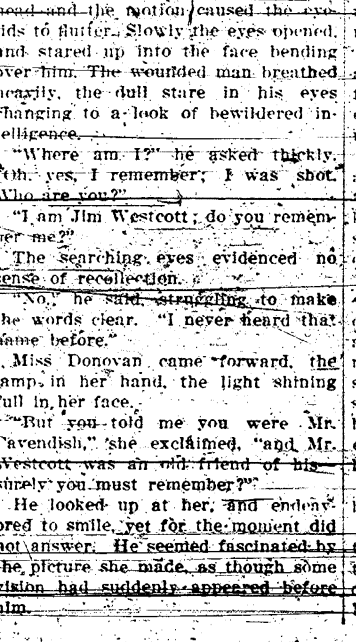 head and the motion caused the eye
ids to flutter. Slowly the eyes opened,
and stared up into the face bending
over him. The wounded man breathed
heavily, the dull stare in his eyes
changing to a look of bewildered in-
elligence.
"Where am I?" he asked thickly.
"Oh, yes, I remember; I was shot.
Who are you?"
"I am Jim Westcott; do you remem-
er me?"
The searching eyes evidenced no
sense of recollection.
"No," he said, struggling to make
he words clear. "I never heard that
name before."
Miss Donovan came forward, the
amp in her hand, the light shining
full in her face.
"But you told me you were Mr.
Cavendish," she exclaimed, "and Mr.
Westcott was an old friend of his—
surely you must remember?"
He looked up at her, and endeav-
ored to smile, yet for the moment did
not answer. He seemed fascinated by
he picture she made, as though some
vision had suddenly appeared before
him.